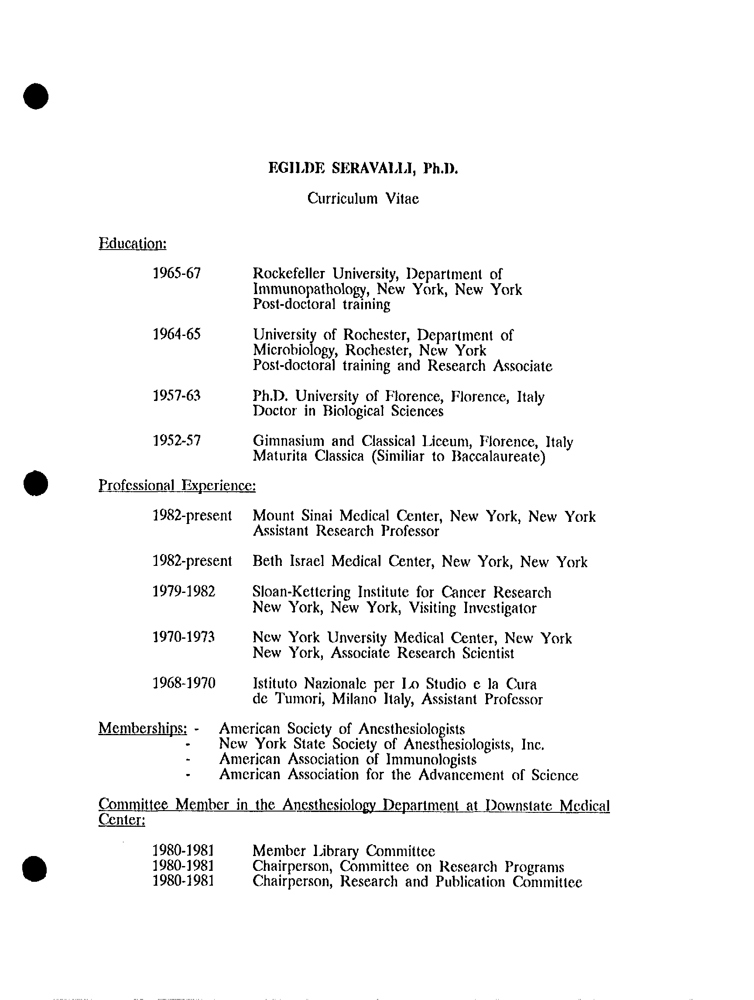 EGILDE SERAVALLI, Ph.D.
Curriculum Vitae
Education:
1965-67 Rockefeller University, Department of
Immunopathology, New York, New York
Post-doctoral training
1964-65 University of Rochester, Department of
Microbiology, Rochester, New York
Post-doctoral training and Research Associate
1957-63 Ph.D. University of Florence, Florence, Italy
Doctor in Biological Sciences
1952-57 Gimnasium and Classical Liceum, Florence, Italy
Maturita Classica (Similiar to Baccalaureate)
Professional Experience:
1982-present Mount Sinai Medical Center, New York, New York
Assistant Research Professor
1982-present Beth Israel Medical Center, New York, New York
1979-1982 Sloan-Kettering Institute for Cancer Research
New York, New York, Visiting Investigator
1970-1973 New York Unversity Medical Center, New York
New York, Associate Research Scientist
1968-1970 Istituto Nazionale per Lo Studio e la Cura
de Tumori, Milano Italy, Assistant Professor
Memberships: - American Society of Anesthesiologists
- New York State Society of Anesthesiologists, Inc.
- American Association of Immunologists
- American Association for the Advancement of Science
Committee Member in the Anesthesiology Department at Downstate Medical
Center:
1980-1981 Member Library Committee
1980-1981 Chairperson, Committee on Research Programs
1980-1981 Chairperson, Research and Publication Committee